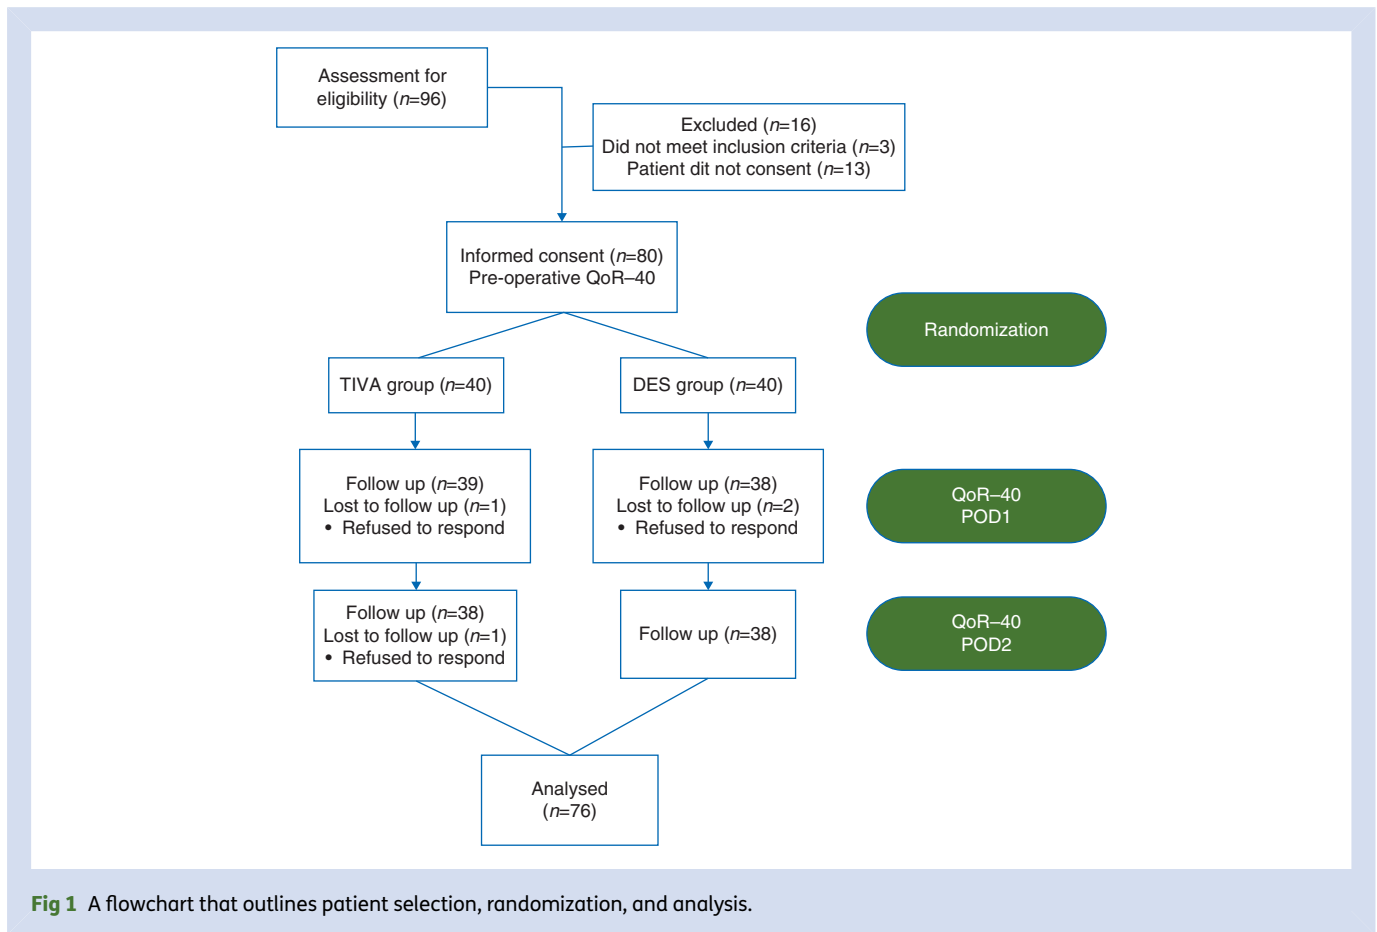 Assessment for
eligibility (n=96)
Excluded (n=16)
Did not meet inclusion criteria (n=3)
Patient dit not consent (n=13)
Informed consent (n=80)
Pre-operative QoR–40
Randomization
TIVA group (n=40)
DES group (n=40)
Follow up (n=39)
Lost to follow up (n=1)
• Refused to respond
Follow up (n=38)
Lost to follow up (n=2)
• Refused to respond
QoR–40
POD1
Follow up (n=38)
Lost to follow up (n=1)
• Refused to respond
Follow up (n=38)
QoR–40
POD2
Analysed
(n=76)
Fig 1 A flowchart that outlines patient selection, randomization, and analysis.